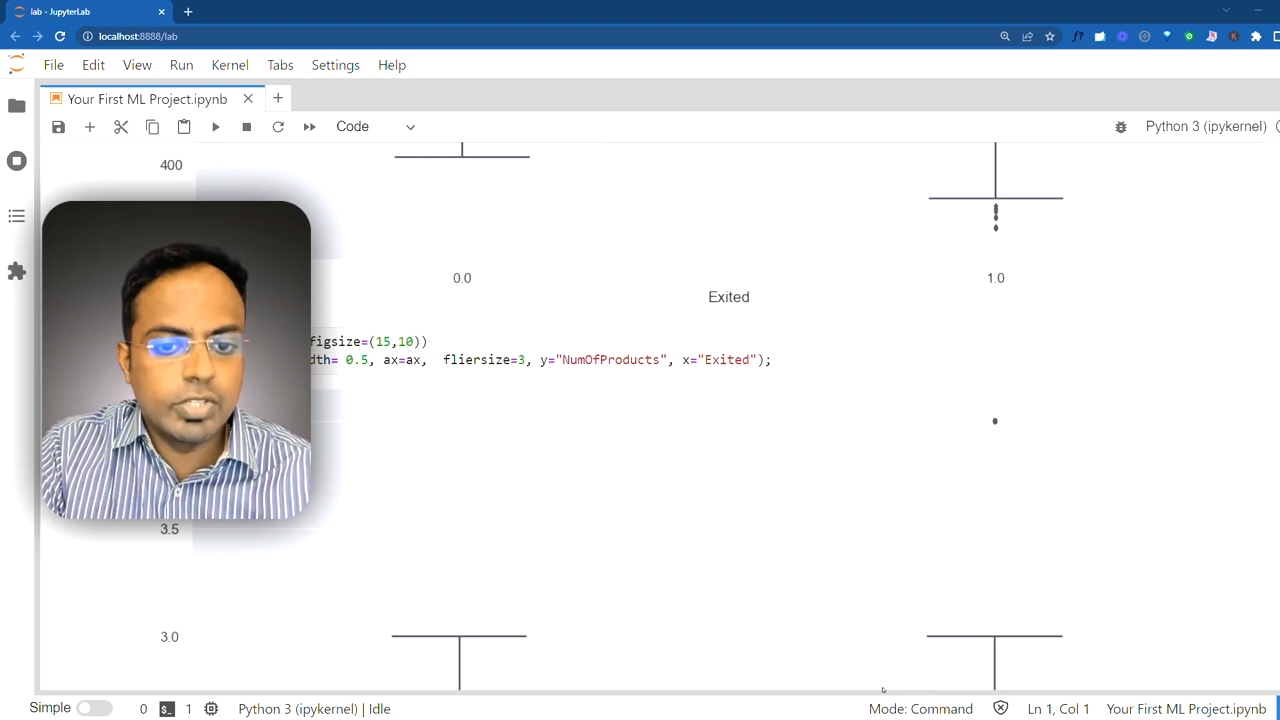 lab - JupyterLab
localhost:8888/lab
File Edit View Run Kernel Tabs Settings Help
Your First ML Project.ipynb
Code
Python 3 (ipykernel)
400
0.0
1.0
Exited
figsize=(15,10))
dth= 0.5, ax=ax,  fliersize=3, y="NumOfProducts", x="Exited");
3.5
3.0
Simple 0 1 Python 3 (ipykernel) | Idle Mode: Command Ln 1, Col 1 Your First ML Project.ipynb